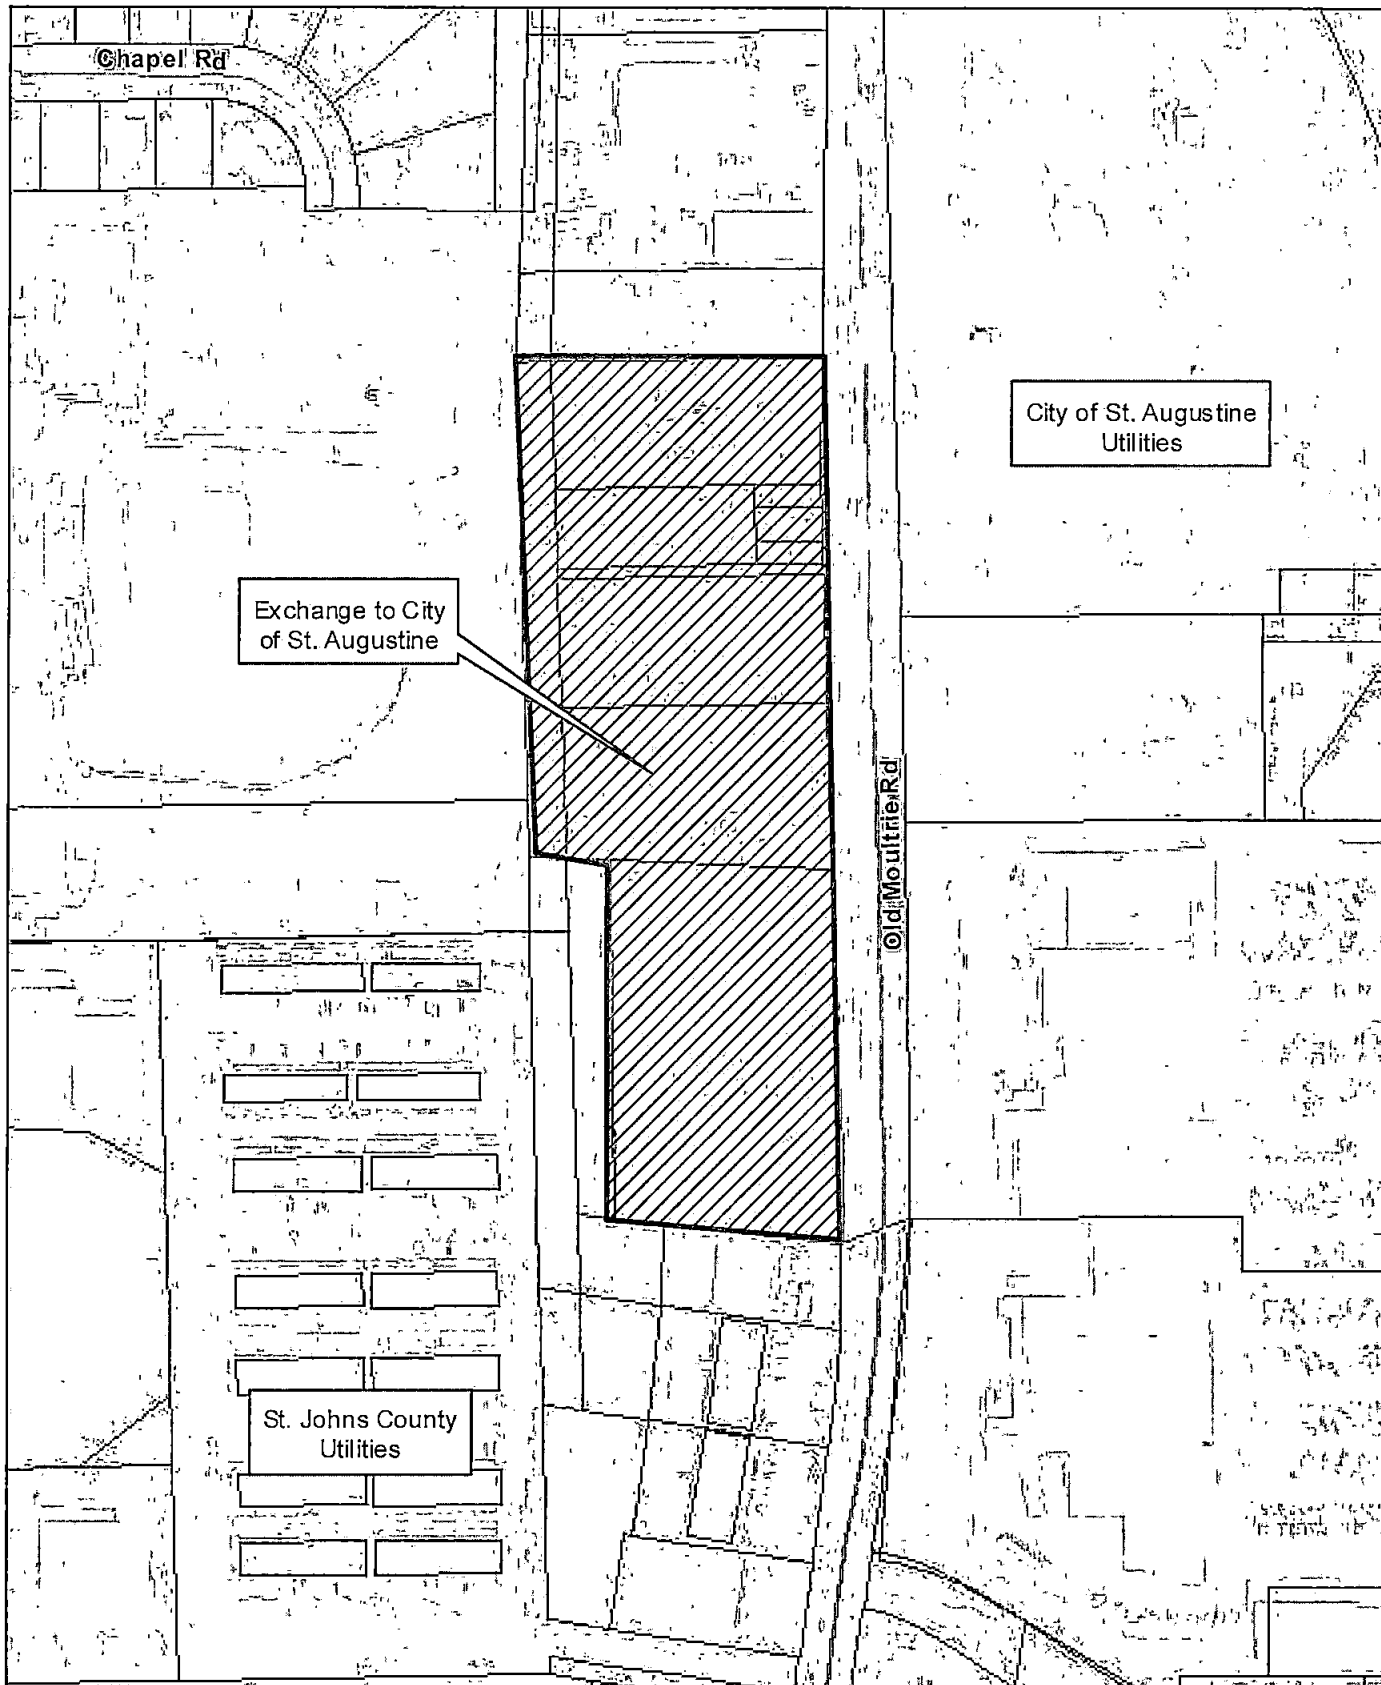 Chapel Rd
City of St. Augustine
Utilities
Exchange to City
of St. Augustine
Old Moultrie Rd
St. Johns County
Utilities